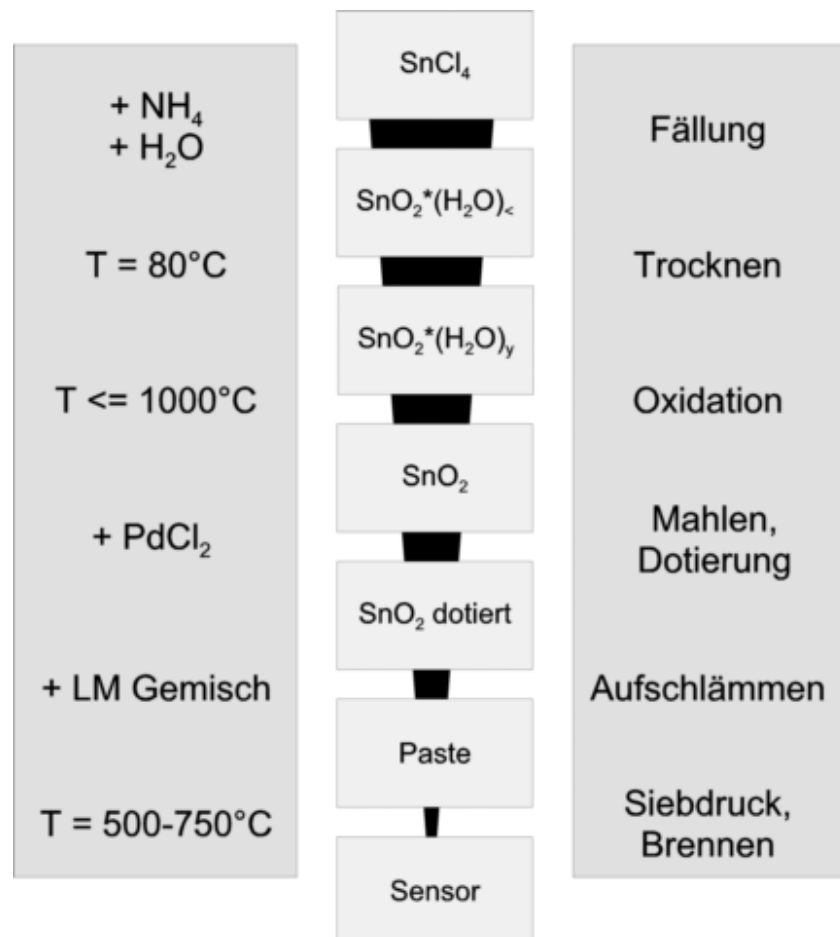 SnCl₄
+ NH₄
+ H₂O
Fällung
SnO₂*(H₂O)<
T = 80°C
Trocknen
SnO₂*(H₂O)y
T <= 1000°C
Oxidation
SnO₂
+ PdCl₂
Mahlen,
Dotierung
SnO₂ dotiert
+ LM Gemisch
Aufschlämmen
Paste
T = 500-750°C
Siebdruck,
Brennen
Sensor